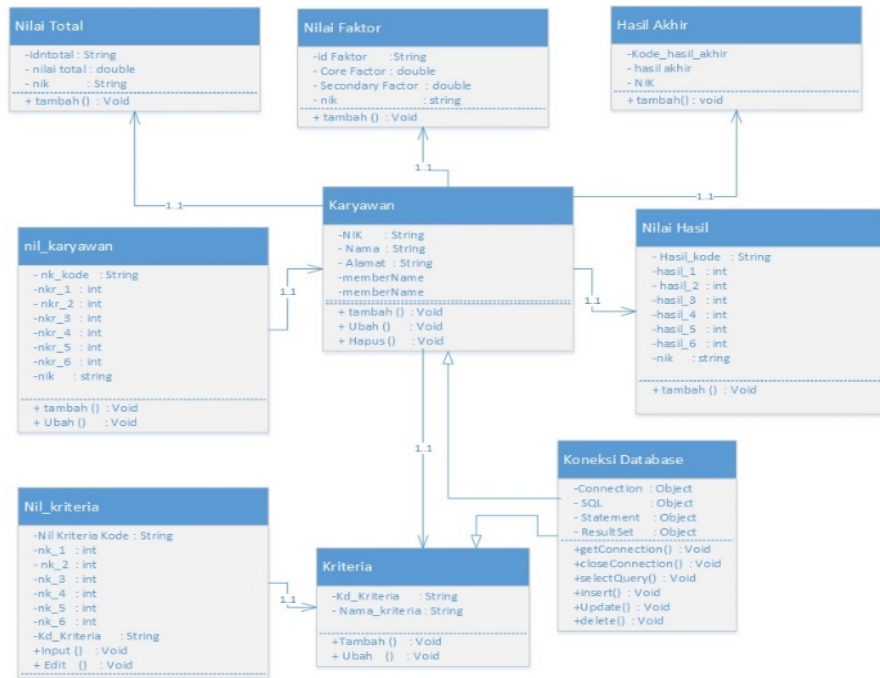 Nilai Total
-idntotal : String
- nilai total : double
- nik : String
+ tambah () : Void
Nilai Faktor
-id Faktor :String
- Core Factor : double
- Secondary Factor : double
- nik : string
+ tambah () : Void
Hasil Akhir
-Kode_hasil_akhir
- hasil akhir
- NIK
+ tambah() : void
1..1
1..1
1..1
Karyawan
-NIK : String
- Nama : String
- Alamat : String
-memberName
-memberName
+ tambah () : Void
+ Ubah () : Void
+ Hapus () : Void
nil_karyawan
- nk_kode : String
-nkr_1 : int
- nkr_2 : int
-nkr_3 : int
-nkr_4 : int
-nkr_5 : int
-nkr_6 : int
-nik : string
+ tambah () : Void
+ Ubah () : Void
1..1
Nilai Hasil
- Hasil_kode : String
-hasil_1 : int
- hasil_2 : int
-hasil_3 : int
-hasil_4 : int
-hasil_5 : int
-hasil_6 : int
-nik : string
+ tambah () : Void
1..1
1..1
Koneksi Database
-Connection : Object
- SQL : Object
- Statement : Object
- ResultSet : Object
+getConnection() : Void
+closeConnection() : Void
+selectQuery() : Void
+insert() : Void
+Update() : Void
+delete() : Void
Nil_kriteria
-Nil Kriteria Kode : String
-nk_1 : int
- nk_2 : int
-nk_3 : int
-nk_4 : int
-nk_5 : int
-nk_6 : int
-Kd_Kriteria : String
+Input () : Void
+ Edit () : Void
1..1
Kriteria
-Kd_Kriteria : String
- Nama_kriteria : String
+Tambah () : Void
+ Ubah () : Void